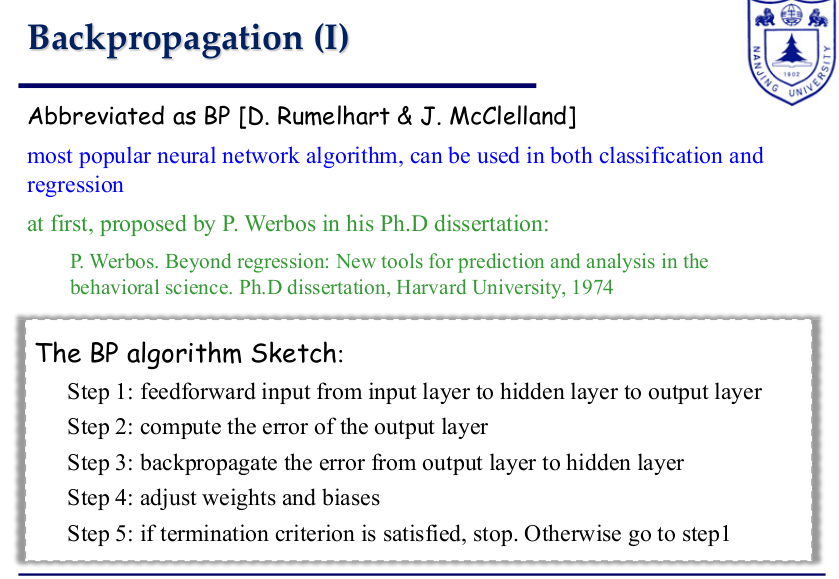 Backpropagation (I)
NANJING UNIVERSITY
1902
Abbreviated as BP [D. Rumelhart & J. McClelland]
most popular neural network algorithm, can be used in both classification and
regression
at first, proposed by P. Werbos in his Ph.D dissertation:
P. Werbos. Beyond regression: New tools for prediction and analysis in the
behavioral science. Ph.D dissertation, Harvard University, 1974
The BP algorithm Sketch:
Step 1: feedforward input from input layer to hidden layer to output layer
Step 2: compute the error of the output layer
Step 3: backpropagate the error from output layer to hidden layer
Step 4: adjust weights and biases
Step 5: if termination criterion is satisfied, stop. Otherwise go to step1